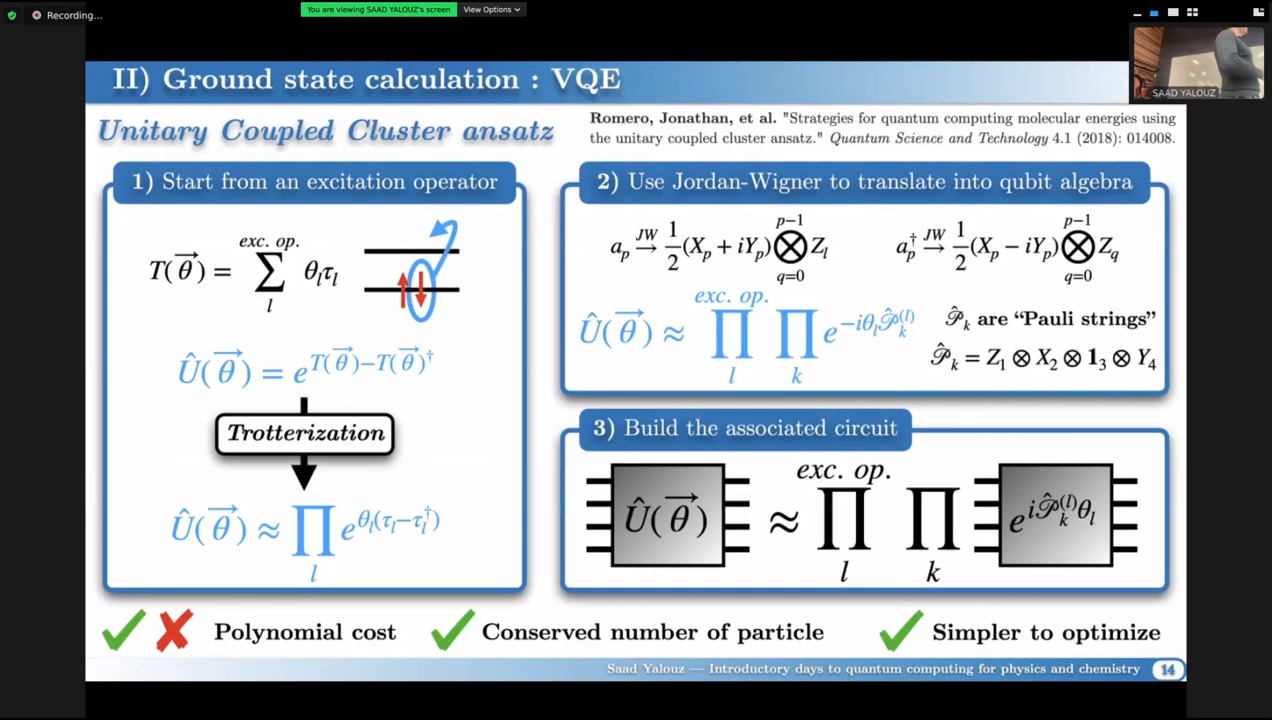 Recording...
You are viewing SAAD YALOUZ's screen
View Options
SAAD YALOUZ
II) Ground state calculation : VQE
Unitary Coupled Cluster ansatz
Romero, Jonathan, et al. "Strategies for quantum computing molecular energies using
the unitary coupled cluster ansatz." Quantum Science and Technology 4.1 (2018): 014008.
1) Start from an excitation operator
T(θ⃗) = ∑_l^{exc. op.} θ_l τ_l
Û(θ⃗) = e^{T(θ⃗)−T(θ⃗)†}
Trotterization
Û(θ⃗) ≈ ∏_l e^{θ_l(τ_l−τ_l†)}
2) Use Jordan-Wigner to translate into qubit algebra
a_p →^{JW} 1/2 (X_p + iY_p) ⨂_{q=0}^{p−1} Z_l
a_p† →^{JW} 1/2 (X_p − iY_p) ⨂_{q=0}^{p−1} Z_q
Û(θ⃗) ≈ ∏_l^{exc. op.} ∏_k e^{−iθ_l 𝒫̂_k^{(l)}}
𝒫̂_k are “Pauli strings”
𝒫̂_k = Z_1 ⊗ X_2 ⊗ 1_3 ⊗ Y_4
3) Build the associated circuit
Û(θ⃗) ≈ ∏_l^{exc. op.} ∏_k e^{i𝒫̂_k^{(l)}θ_l}
Polynomial cost
Conserved number of particle
Simpler to optimize
Saad Yalouz — Introductory days to quantum computing for physics and chemistry
14